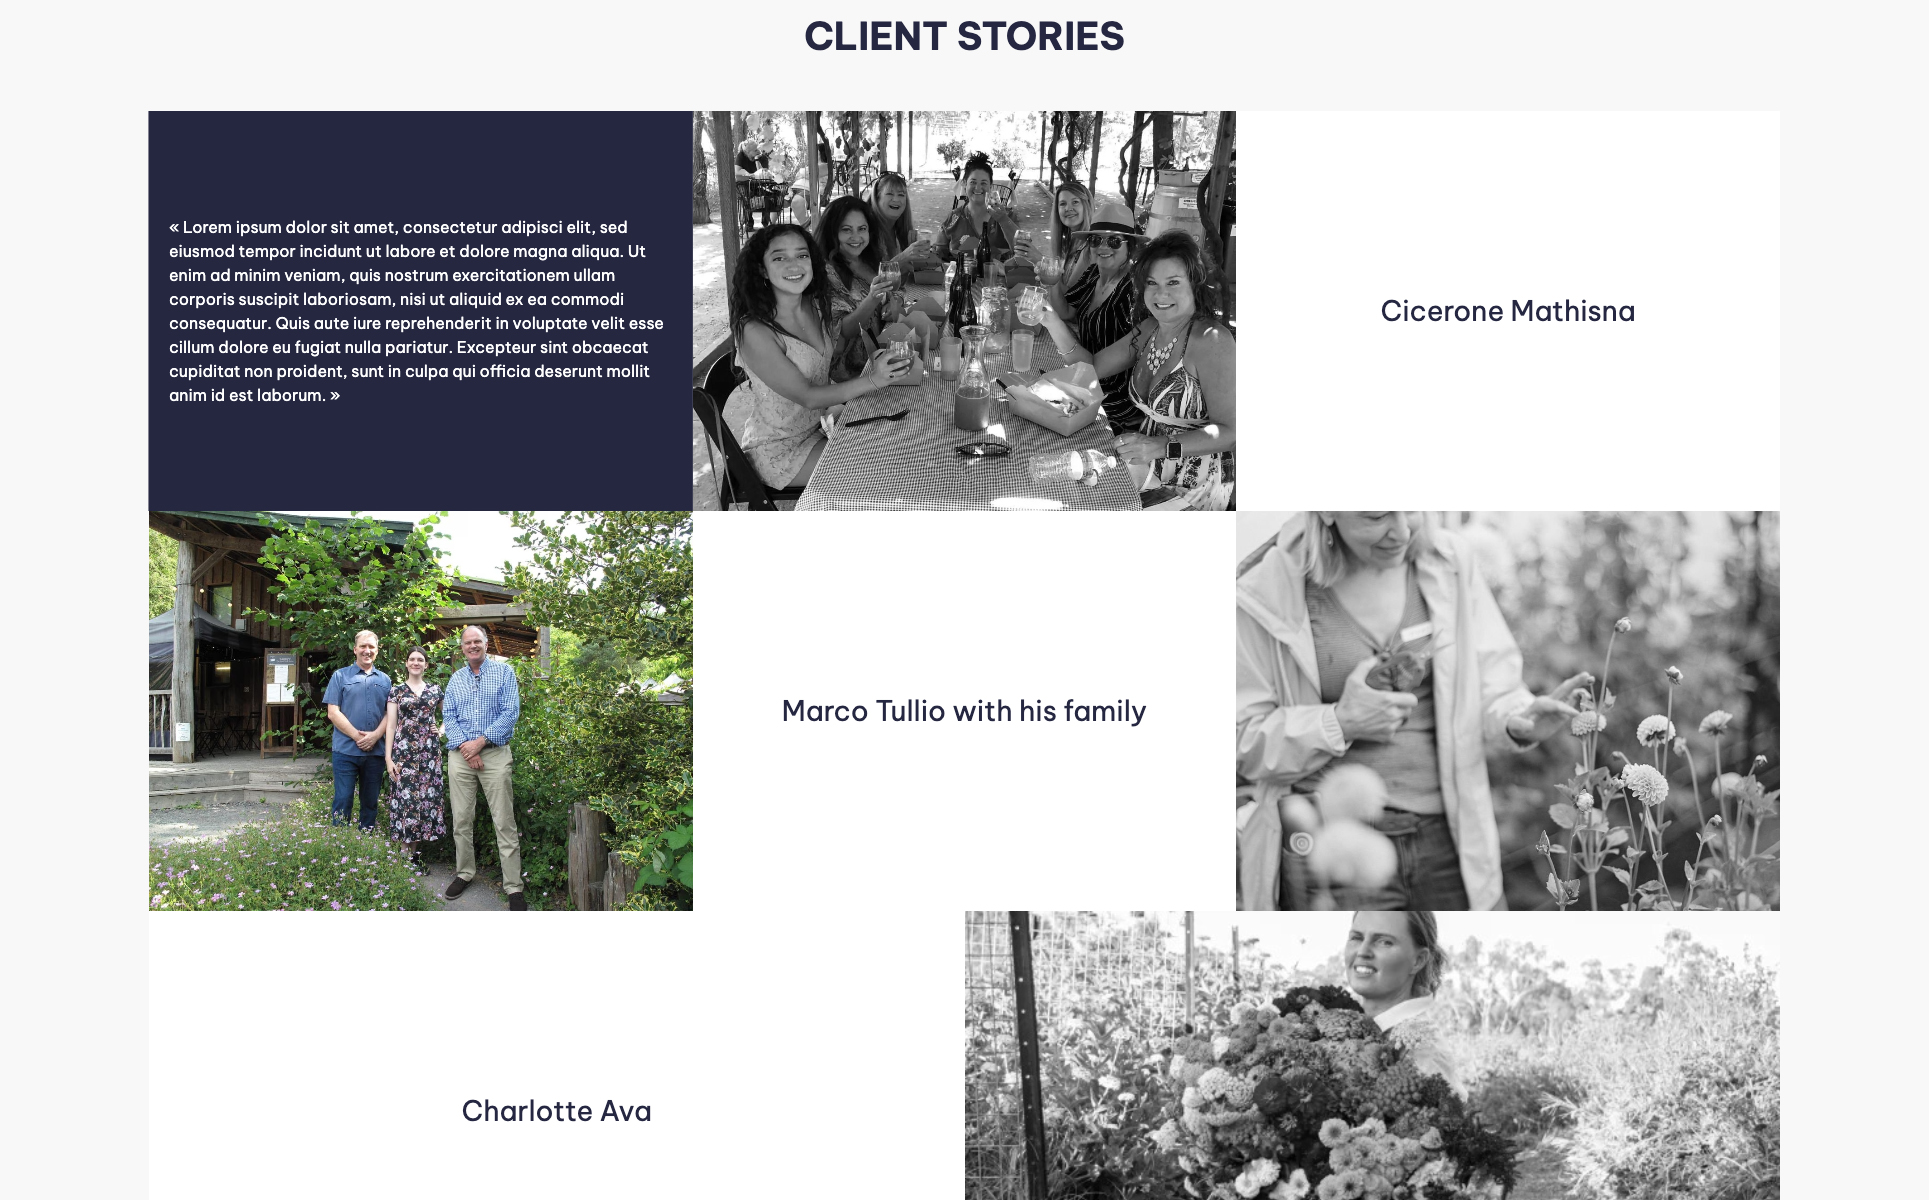 CLIENT STORIES
« Lorem ipsum dolor sit amet, consectetur adipisci elit, sed
eiusmod tempor incidunt ut labore et dolore magna aliqua. Ut
enim ad minim veniam, quis nostrum exercitationem ullam
corporis suscipit laboriosam, nisi ut aliquid ex ea commodi
consequatur. Quis aute iure reprehenderit in voluptate velit esse
cillum dolore eu fugiat nulla pariatur. Excepteur sint obcaecat
cupiditat non proident, sunt in culpa qui officia deserunt mollit
anim id est laborum. »
Cicerone Mathisna
Marco Tullio with his family
Charlotte Ava